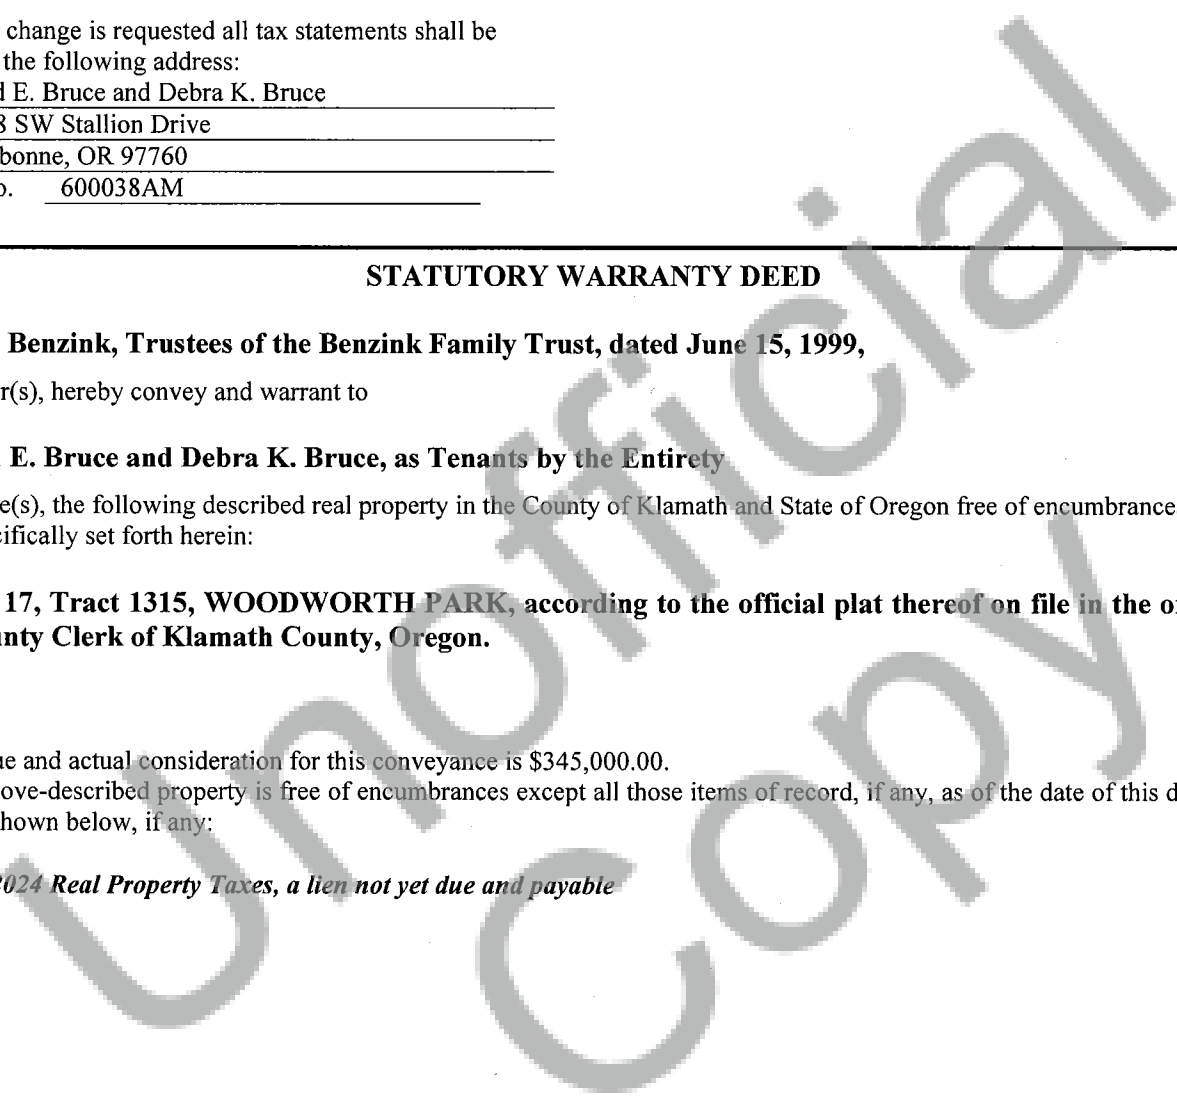 change is requested all tax statements shall be
the following address:
d E. Bruce and Debra K. Bruce
8 SW Stallion Drive
bonne, OR 97760
o. 600038AM
STATUTORY WARRANTY DEED
Benzink, Trustees of the Benzink Family Trust, dated June 15, 1999,
r(s), hereby convey and warrant to
E. Bruce and Debra K. Bruce, as Tenants by the Entirety
e(s), the following described real property in the County of Klamath and State of Oregon free of encumbrance
cifically set forth herein:
17, Tract 1315, WOODWORTH PARK, according to the official plat thereof on file in the o
unty Clerk of Klamath County, Oregon.
ue and actual consideration for this conveyance is $345,000.00.
ove-described property is free of encumbrances except all those items of record, if any, as of the date of this d
hown below, if any:
2024 Real Property Taxes, a lien not yet due and payable
Unofficial
Copy